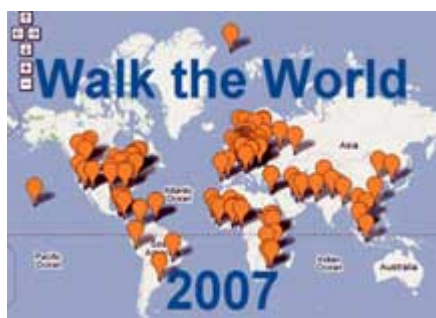 Walk the World
Asia
Atlantic
Ocean
Pacific
Ocean
Indian
Ocean
Australia
2007